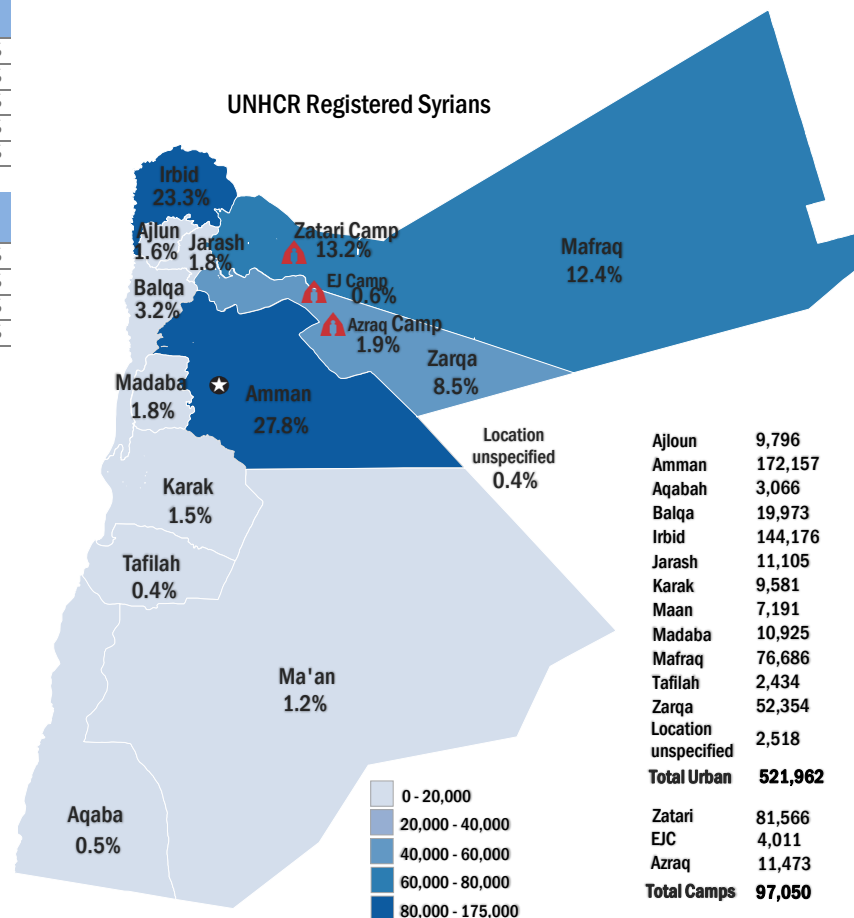 UNHCR Registered Syrians
Irbid
23.3%
Ajlun
1.6%
Jarash
1.8%
Zatari Camp
13.2%
Mafraq
12.4%
EJ Camp
0.6%
Balqa
3.2%
Azraq Camp
1.9%
Zarqa
8.5%
Madaba
1.8%
Amman
27.8%
Location
unspecified
0.4%
Karak
1.5%
Tafilah
0.4%
Ma'an
1.2%
Aqaba
0.5%
0 - 20,000
20,000 - 40,000
40,000 - 60,000
60,000 - 80,000
80,000 - 175,000
Ajloun 9,796
Amman 172,157
Aqabah 3,066
Balqa 19,973
Irbid 144,176
Jarash 11,105
Karak 9,581
Maan 7,191
Madaba 10,925
Mafraq 76,686
Tafilah 2,434
Zarqa 52,354
Location
unspecified 2,518
Total Urban 521,962
Zatari 81,566
EJC 4,011
Azraq 11,473
Total Camps 97,050